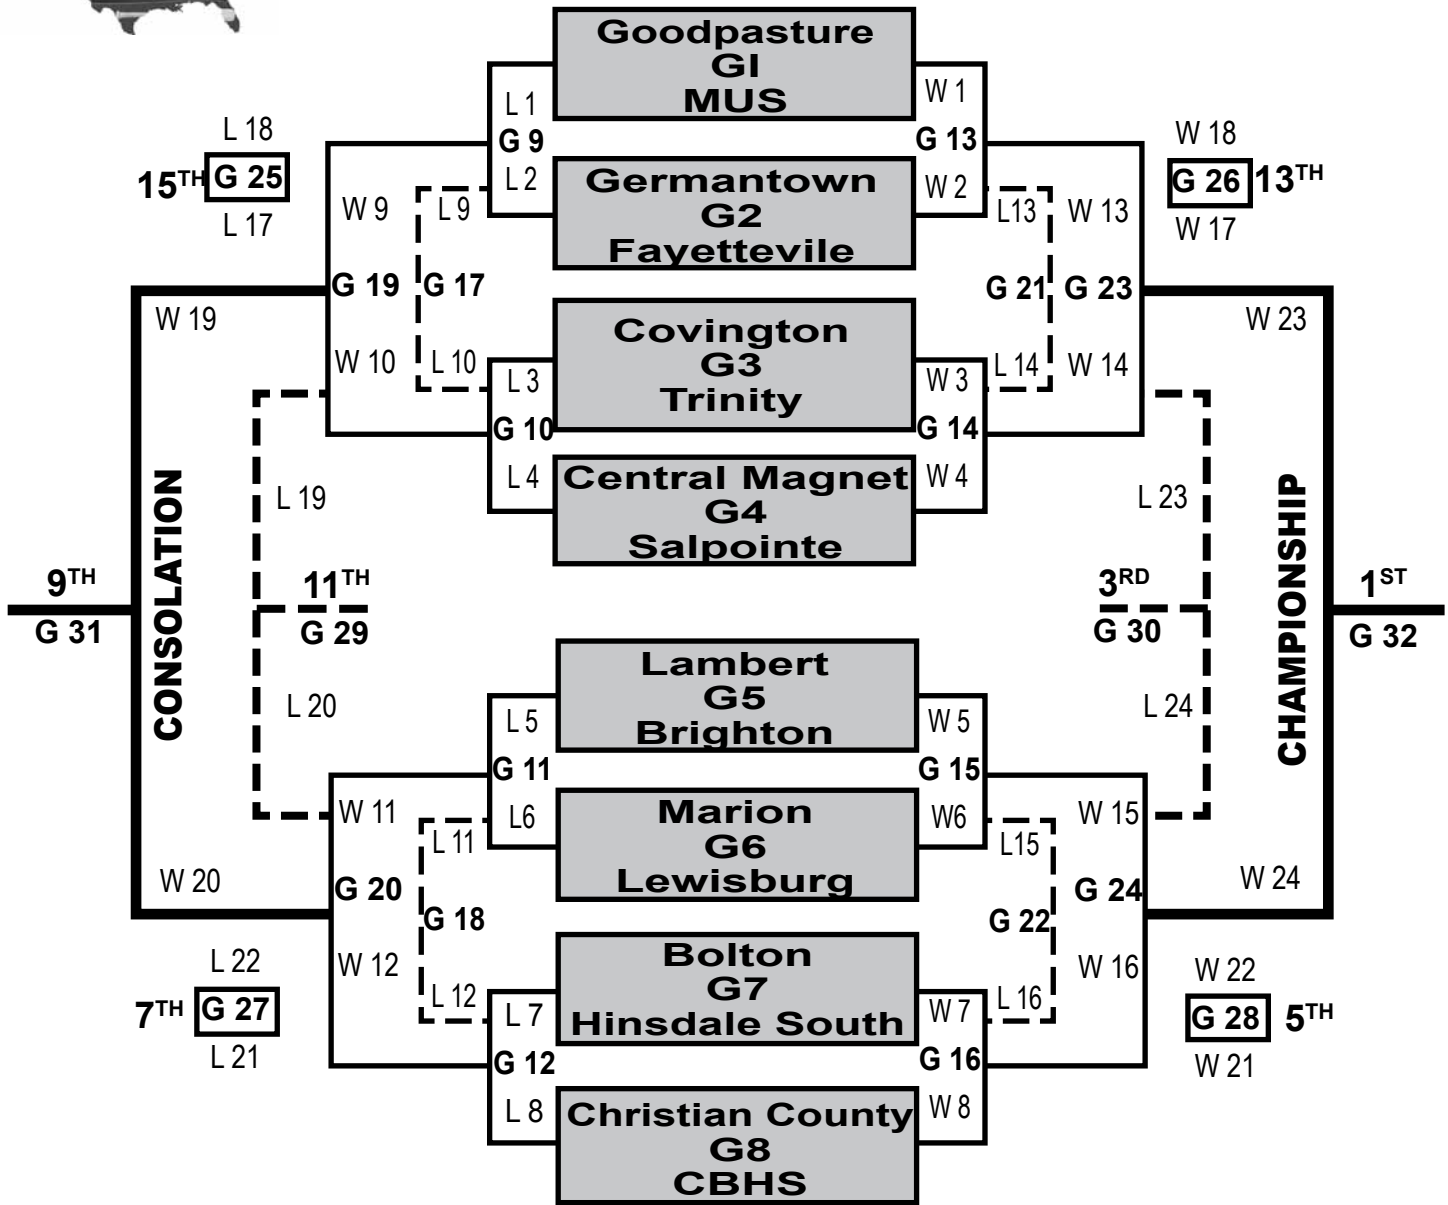 Goodpasture
GI
MUS
L 1
G 9
L 2
W 1
G 13
W 2
Germantown
G2
Fayettevile
L 18
15TH G 25
L 17
W 18
G 26 13TH
W 17
W 9
G 19
W 10
L 9
G 17
L 10
L13
G 21
L 14
W 13
G 23
W 14
Covington
G3
Trinity
L 3
G 10
L 4
W 3
G 14
W 4
Central Magnet
G4
Salpointe
W 19
W 23
CONSOLATION
L 19
9TH
G 31
11TH
G 29
L 20
L 23
3RD
G 30
L 24
CHAMPIONSHIP
1ST
G 32
Lambert
G5
Brighton
L 5
G 11
L6
W 5
G 15
W6
Marion
G6
Lewisburg
W 11
G 20
W 12
L 11
G 18
L 12
L15
G 22
L 16
W 15
G 24
W 16
W 20
W 24
Bolton
G7
Hinsdale South
L 7
G 12
L 8
W 7
G 16
W 8
Christian County
G8
CBHS
L 22
7TH G 27
L 21
W 22
G 28 5TH
W 21